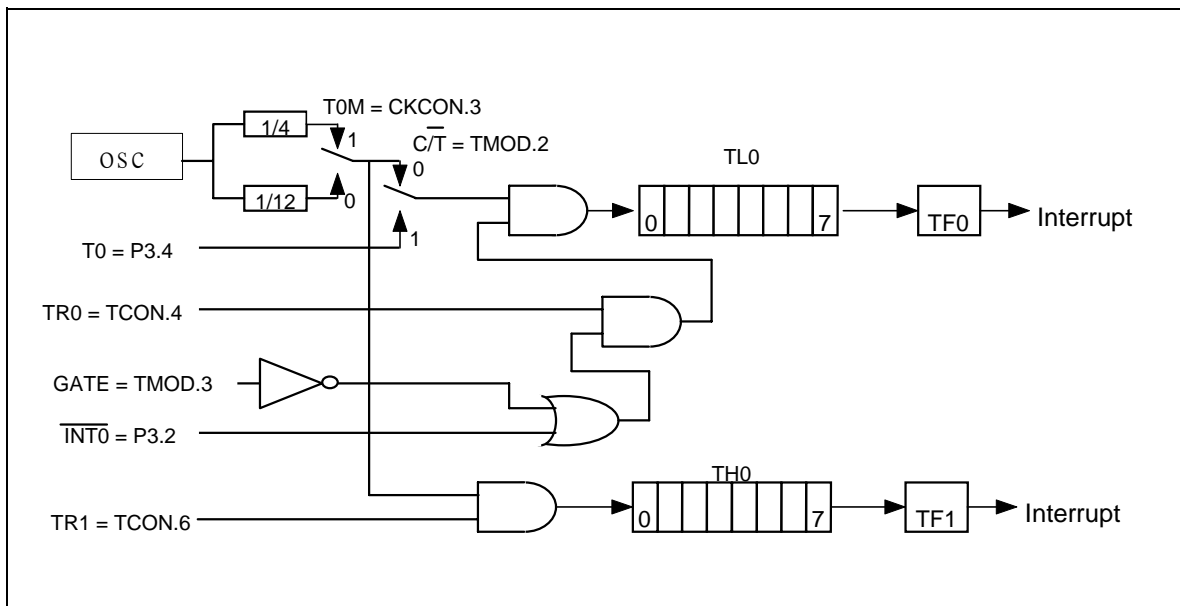 T0M = CKCON.3
1/4
1
C/T̅ = TMOD.2
OSC
0
TL0
1/12
0
0
7
TF0
Interrupt
1
T0 = P3.4
TR0 = TCON.4
GATE = TMOD.3
I̅N̅T̅0̅ = P3.2
TH0
0
7
TF1
Interrupt
TR1 = TCON.6